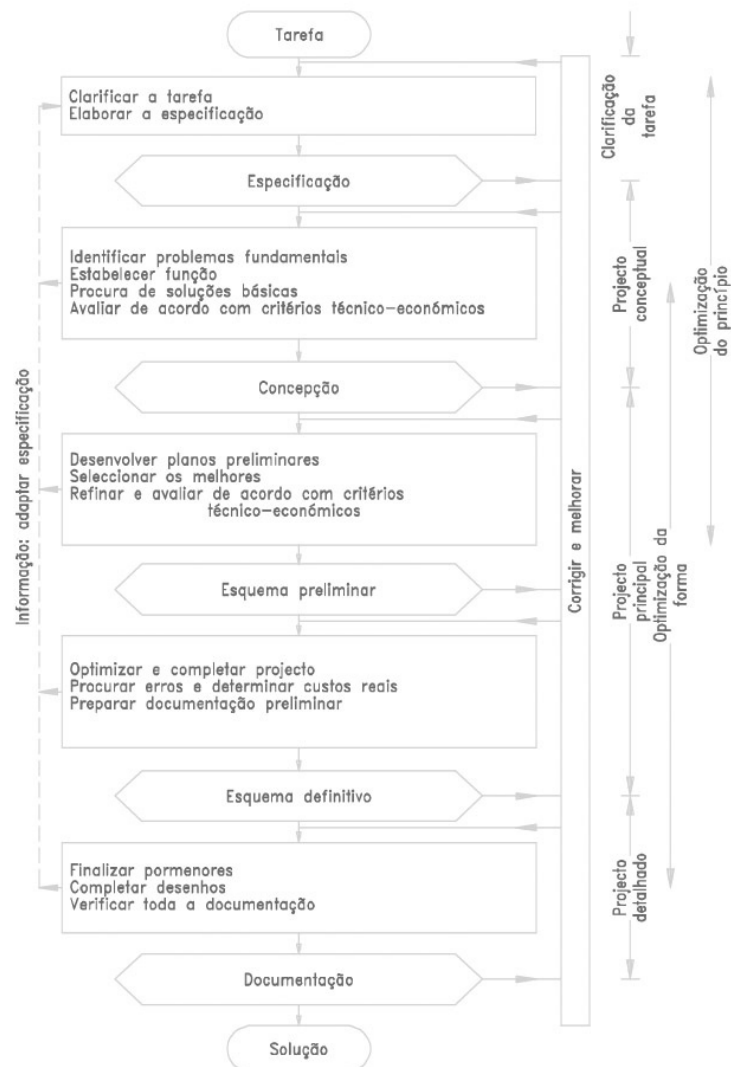 Tarefa
Clarificar a tarefa
Elaborar a especificação
Especificação
Identificar problemas fundamentais
Estabelecer função
Procura de soluções básicas
Avaliar de acordo com critérios técnico-económicos
Concepção
Desenvolver planos preliminares
Seleccionar os melhores
Refinar e avaliar de acordo com critérios
técnico-económicos
Esquema preliminar
Optimizar e completar projecto
Procurar erros e determinar custos reais
Preparar documentação preliminar
Esquema definitivo
Finalizar pormenores
Completar desenhos
Verificar toda a documentação
Documentação
Solução
Informação: adaptar especificação
Corrigir e melhorar
Clarificação
da
tarefa
Projecto
conceptual
Projecto
principal
Projecto
detalhado
Optimização da
forma
Optimização
do princípio